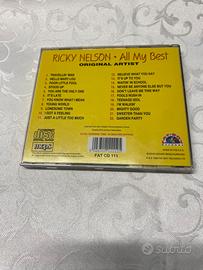 RICKY NELSON • All My Best
ORIGINAL ARTIST
1. TRAVELLIN' MAN
2. HELLO MARY LOU
3. POOR LITTLE FOOL
4. STOOD UP
5. YOU ARE THE ONLY ONE
6. IT'S LATE
7. YOU KNOW WHAT I MEAN
8. YOUNG WORLD
9. LONESOME TOWN
10. I GOT A FEELING
11. JUST A LITTLE TOO MUCH
12. BELIEVE WHAT YOU SAY
13. IT'S UP TO YOU
14. WAITIN' IN SCHOOL
15. NEVER BE ANYONE ELSE BUT YOU
16. DON'T LEAVE ME THIS WAY
17. FOOLS RUSH IN
18. TEENAGE IDOL
19. I'M WALKIN'
20. MIGHTY GOOD
21. SWEETER THAN YOU
22. GARDEN PARTY
FAT CD 111
subito